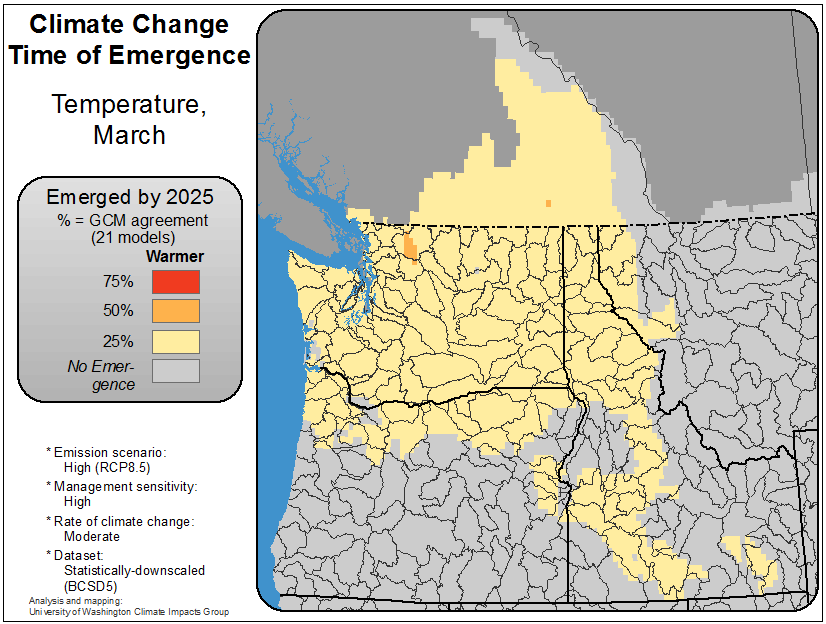 Climate Change
Time of Emergence
Temperature,
March
Emerged by 2025
% = GCM agreement
(21 models)
Warmer
75%
50%
25%
No Emer-
gence
* Emission scenario:
High (RCP8.5)
* Management sensitivity:
High
* Rate of climate change:
Moderate
* Dataset:
Statistically-downscaled
(BCSD5)
Analysis and mapping:
University of Washington Climate Impacts Group